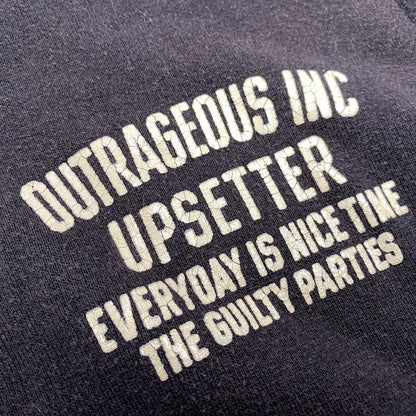 OUTRAGEOUS INC
UPSETTER
EVERYDAY IS NICE TIME
THE GUILTY PARTIES